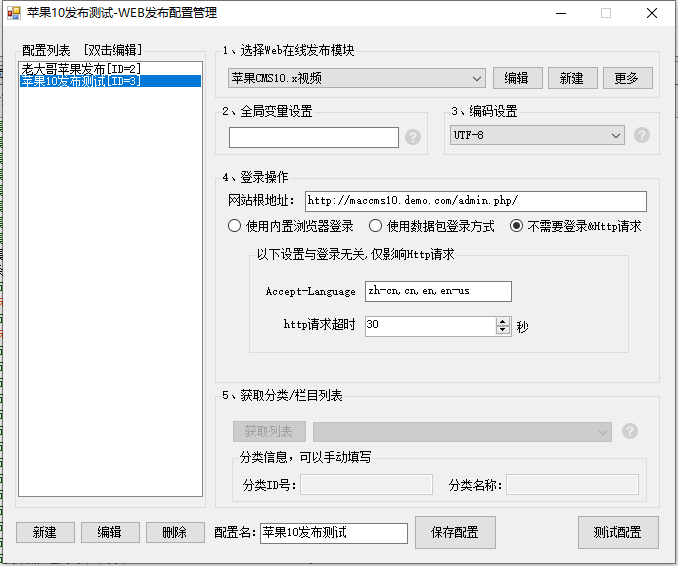 苹果10发布测试-WEB发布配置管理
配置列表 [双击编辑]
老大哥苹果发布[ID=2]
苹果10发布测试[ID=3]
1、选择Web在线发布模块
苹果CMS10.x视频
编辑
新建
更多
2、全局变量设置
?
3、编码设置
UTF-8
?
4、登录操作
网站根地址: http://maccms10.demo.com/admin.php/
使用内置浏览器登录
使用数据包登录方式
不需要登录&Http请求
以下设置与登录无关,仅影响Http请求
Accept-Language zh-cn,cn,en,en-us
http请求超时 30 秒
5、获取分类/栏目列表
获取列表
?
分类信息，可以手动填写
分类ID号:
分类名称:
新建
编辑
删除
配置名: 苹果10发布测试
保存配置
测试配置